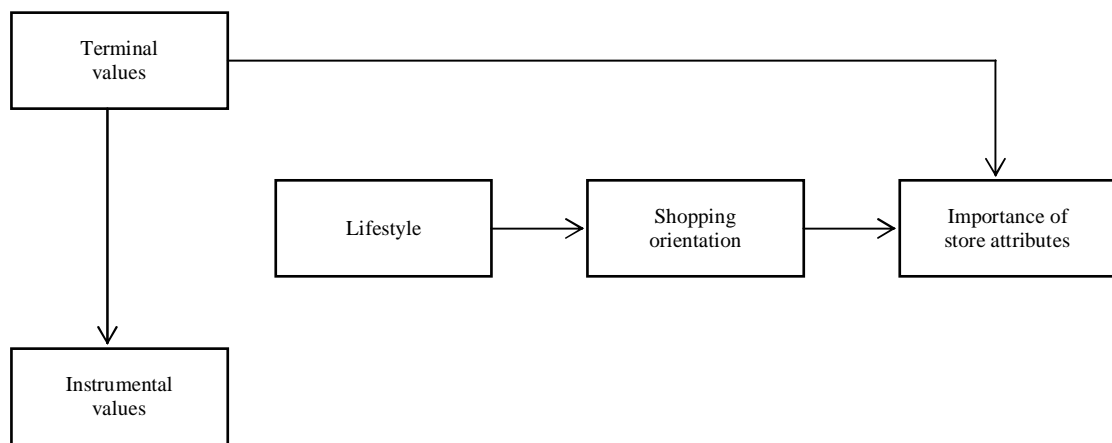 Terminal
values
Lifestyle
Shopping
orientation
Importance of
store attributes
Instrumental
values